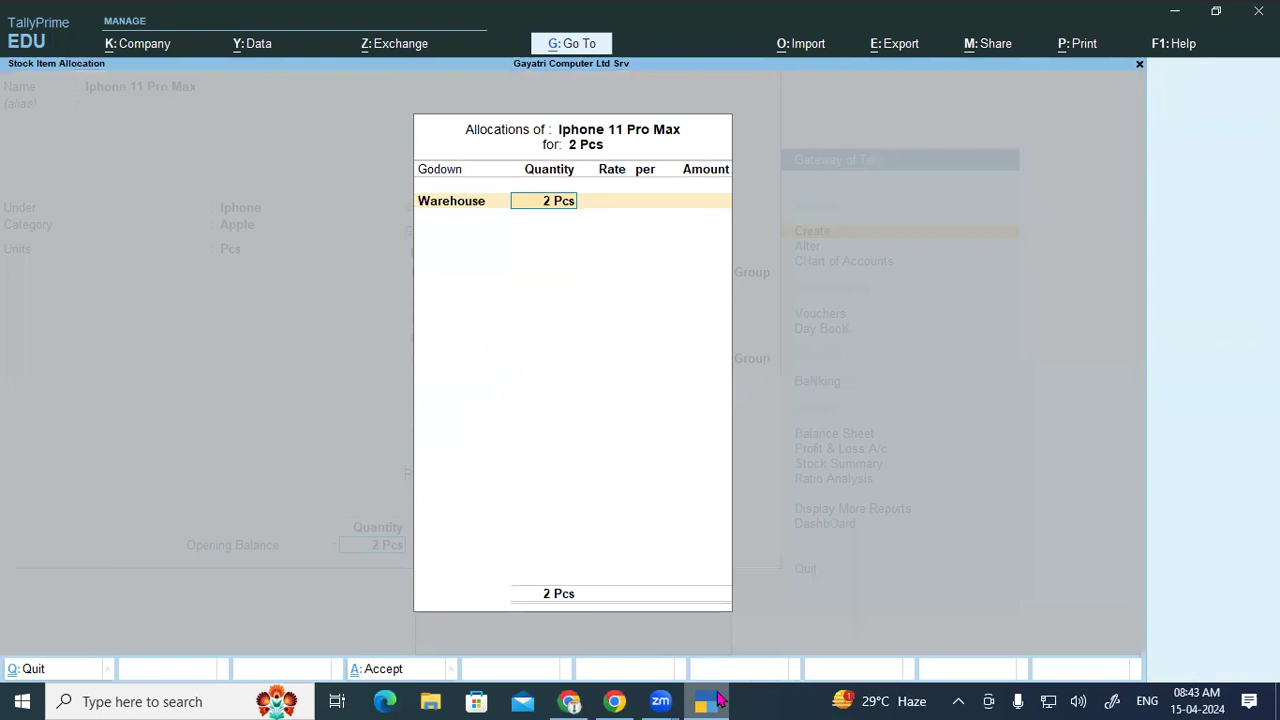 TallyPrime
EDU
MANAGE
K: Company
Y: Data
Z: Exchange
G: Go To
O: Import
E: Export
M: Share
P: Print
F1: Help
Stock Item Allocation
Gayatri Computer Ltd Srv
Name : Iphone 11 Pro Max
(alias) :
Under : Iphone
Category : Apple
Units : Pcs
Allocations of : Iphone 11 Pro Max
for: 2 Pcs
Godown Quantity Rate per Amount
Warehouse 2 Pcs
2 Pcs
Group
Group
Quantity
Opening Balance : 2 Pcs
Gateway of
Create
Alter
CHart of Accounts
Vouchers
Day Book
BaNking
Balance Sheet
Profit & Loss A/c
Stock Summary
Ratio Analysis
Display More Reports
DashbOard
Quit
Q: Quit
A: Accept
Type here to search
zm
1
29°C Haze
ENG
08:43 AM
15-04-2024